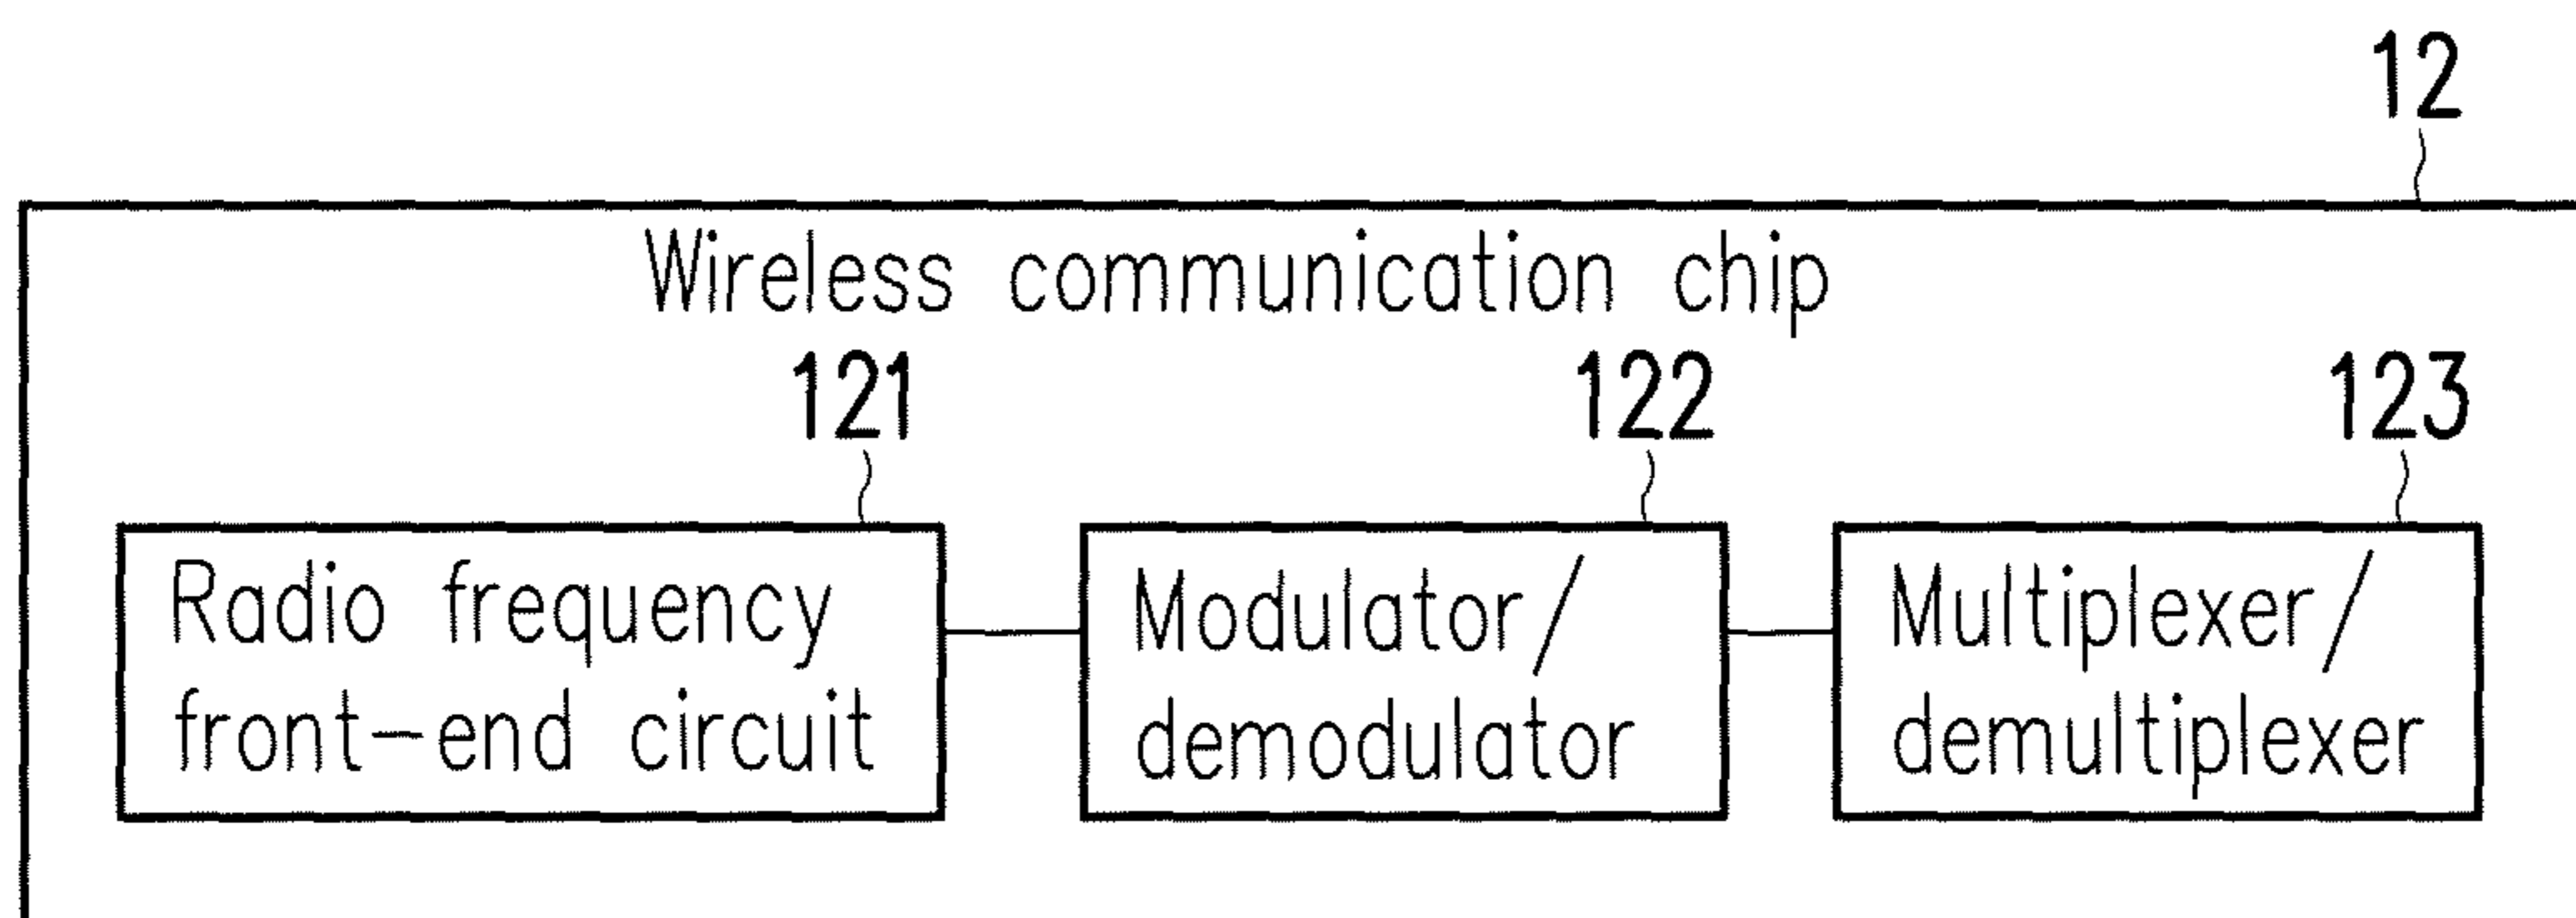 12
Wireless communication chip
121
122
123
Radio frequency
front-end circuit
Modulator/
demodulator
Multiplexer/
demultiplexer